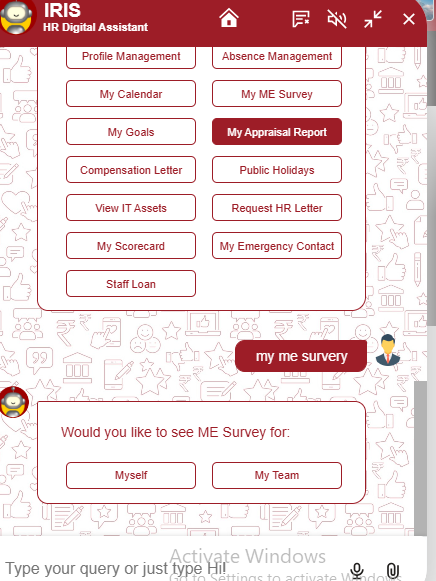 IRIS
HR Digital Assistant
Profile Management Absence Management
My Calendar My ME Survey
My Goals My Appraisal Report
Compensation Letter Public Holidays
View IT Assets Request HR Letter
My Scorecard My Emergency Contact
Staff Loan
my me survery
Would you like to see ME Survey for:
Myself My Team
Activate Windows
Type your query or just type Hi!
Go to Settings to activate Windows